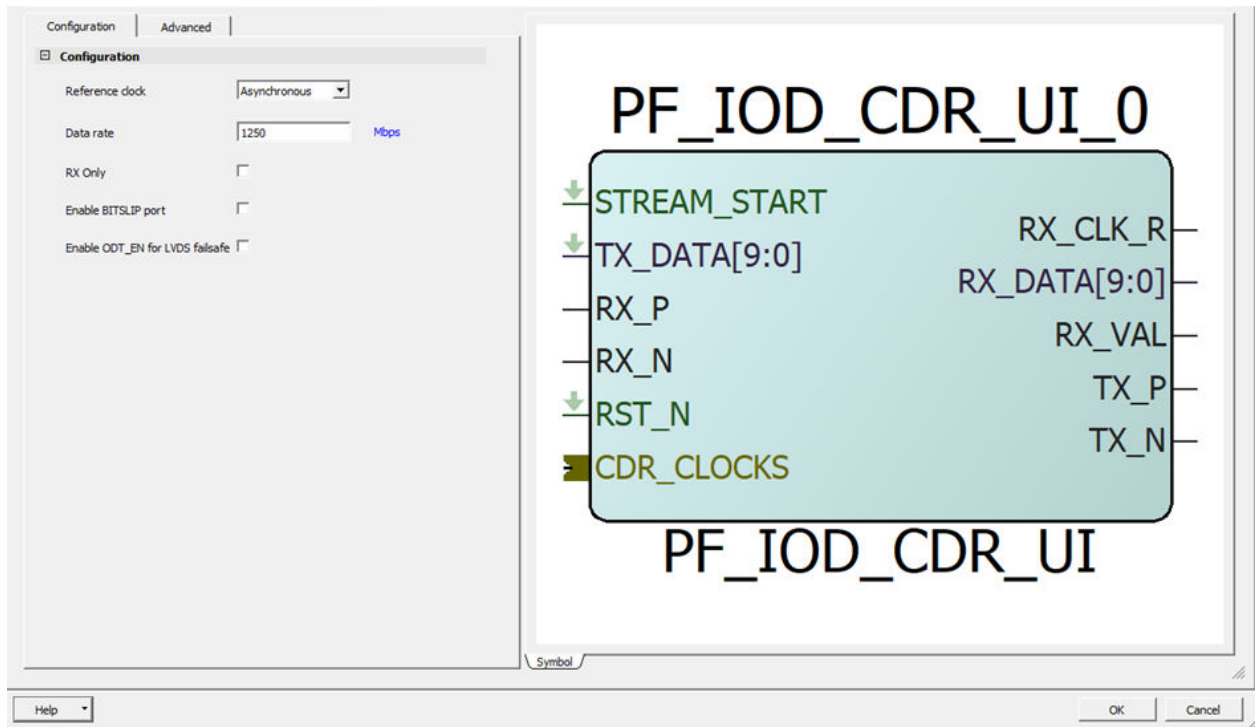 Configuration Advanced
Configuration
Reference clock Asynchronous
Data rate 1250 Mbps
RX Only
Enable BITSLIP port
Enable ODT_EN for LVDS failsafe
PF_IOD_CDR_UI_0
STREAM_START
TX_DATA[9:0]
RX_P
RX_N
RST_N
CDR_CLOCKS
RX_CLK_R
RX_DATA[9:0]
RX_VAL
TX_P
TX_N
PF_IOD_CDR_UI
Symbol
Help OK Cancel